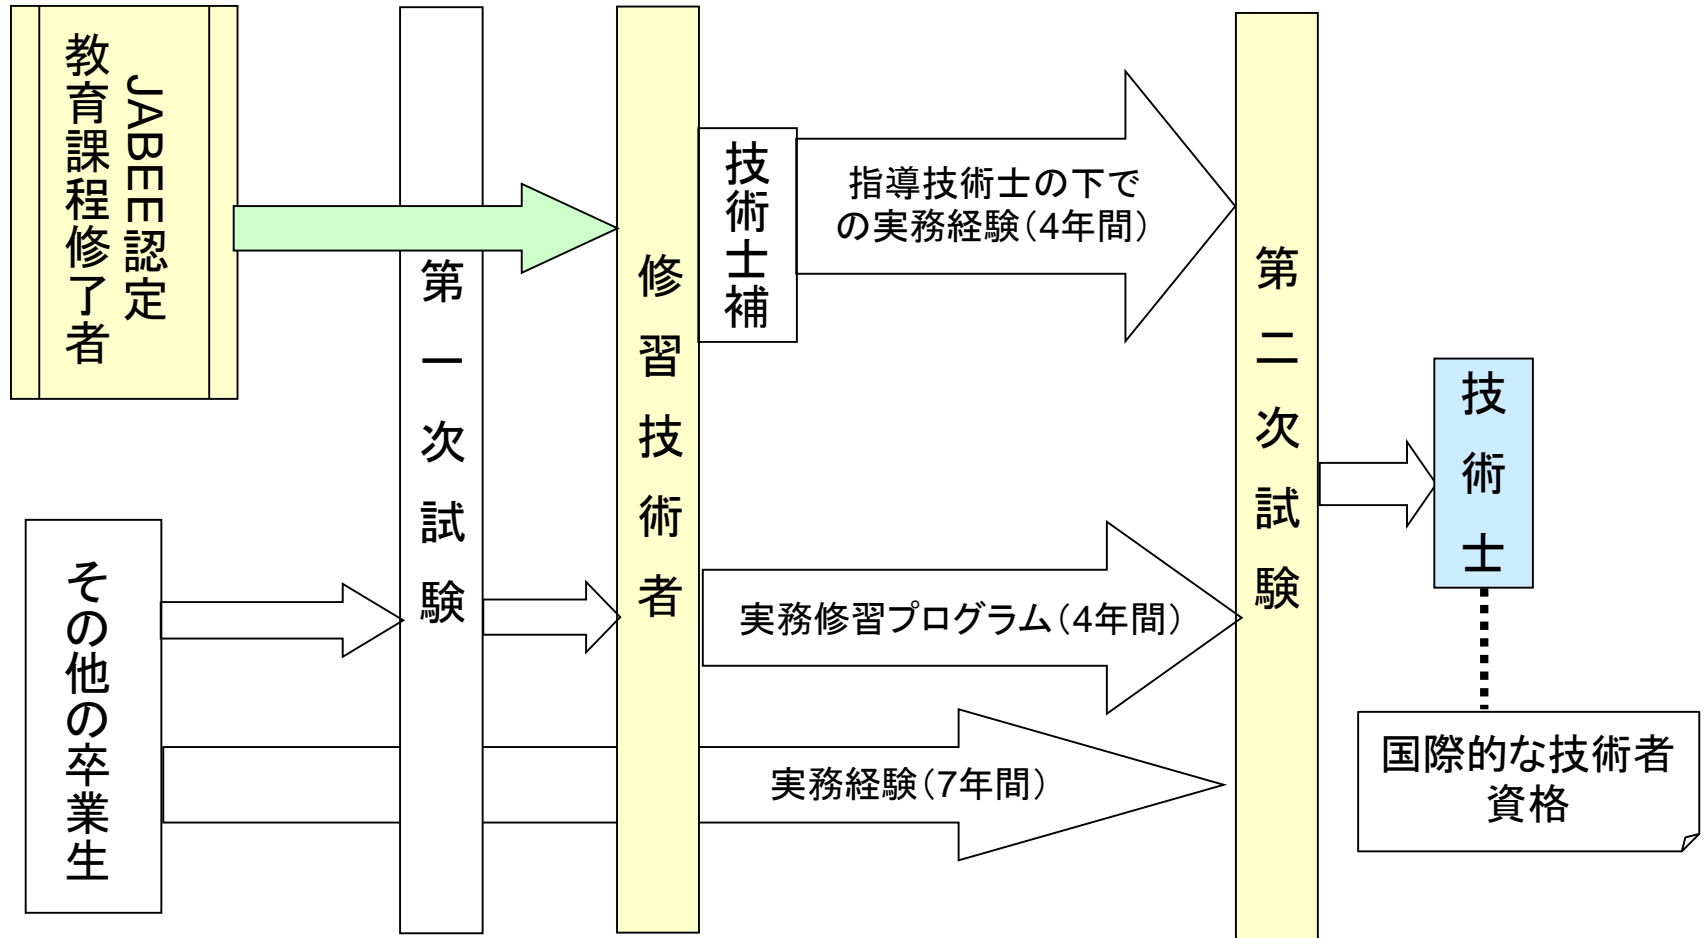 JABEE認定
教育課程修了者
第一次試験
修習技術者
技術士補
指導技術士の下で
の実務経験（4年間）
第二次試験
技術士
その他の卒業生
実務修習プログラム（4年間）
実務経験（7年間）
国際的な技術者
資格